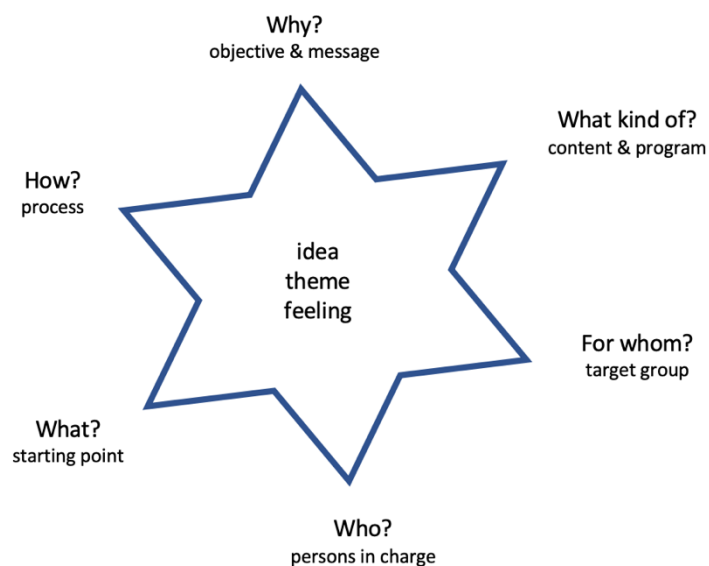 Why?
objective & message
What kind of?
content & program
How?
process
idea
theme
feeling
For whom?
target group
What?
starting point
Who?
persons in charge